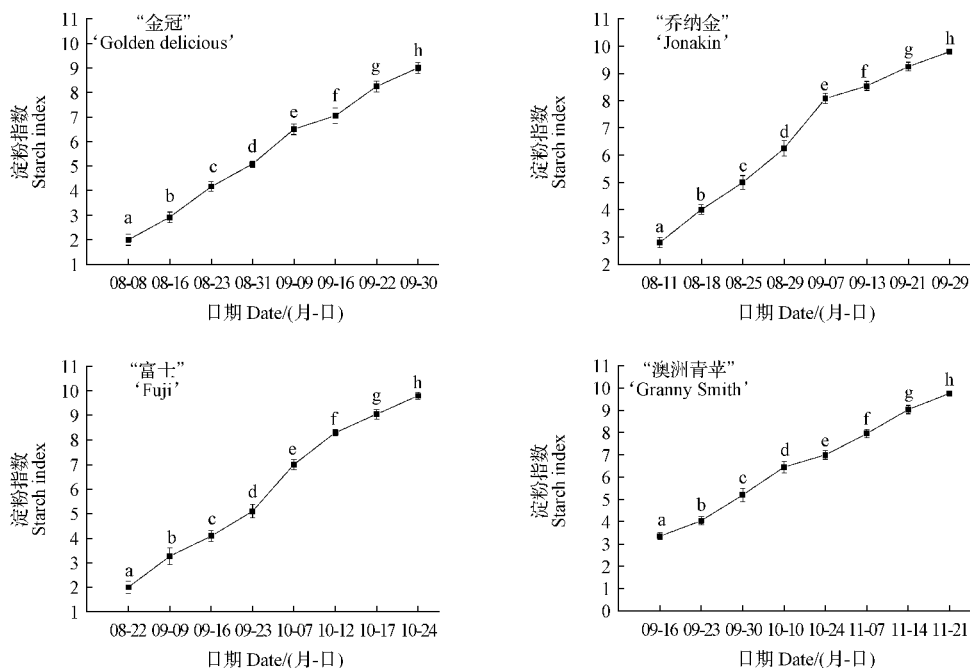 “金冠”
‘Golden delicious’
淀粉指数
Starch index
11
10
9
8
7
6
5
4
3
2
1
a
b
c
d
e
f
g
h
08-08 08-16 08-23 08-31 09-09 09-16 09-22 09-30
日期 Date/(月-日)
“乔纳金”
‘Jonakin’
淀粉指数
Starch index
11
10
9
8
7
6
5
4
3
2
a
b
c
d
e
f
g
h
08-11 08-18 08-25 08-29 09-07 09-13 09-21 09-29
日期 Date/(月-日)
“富士”
‘Fuji’
淀粉指数
Starch index
11
10
9
8
7
6
5
4
3
2
1
a
b
c
d
e
f
g
h
08-22 09-09 09-16 09-23 10-07 10-12 10-17 10-24
日期 Date/(月-日)
“澳洲青苹”
‘Granny Smith’
淀粉指数
Starch index
11
10
9
8
7
6
5
4
3
2
1
0
a
b
c
d
e
f
g
h
09-16 09-23 09-30 10-10 10-24 11-07 11-14 11-21
日期 Date/(月-日)